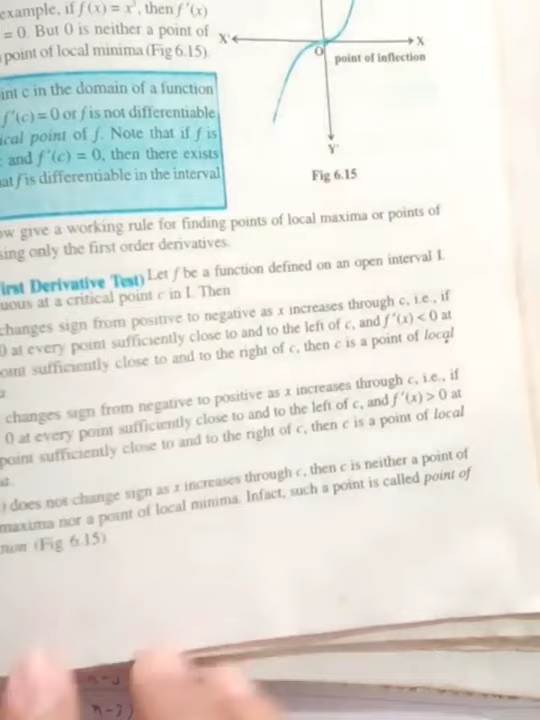 example, if f(x) = x³, then f′(x)
= 0. But 0 is neither a point of
point of local minima (Fig 6.15).
X′
X
O
point of inflection
Y′
Fig 6.15
int c in the domain of a function
f′(c) = 0 or f is not differentiable
ical point of f. Note that if f is
and f′(c) = 0, then there exists
at f is differentiable in the interval
ow give a working rule for finding points of local maxima or points of
sing only the first order derivatives.
irst Derivative Test) Let f be a function defined on an open interval I.
uous at a critical point c in I. Then
changes sign from positive to negative as x increases through c, i.e., if
0 at every point sufficiently close to and to the left of c, and f′(x) < 0 at
oint sufficiently close to and to the right of c, then c is a point of local
a.
changes sign from negative to positive as x increases through c, i.e., if
0 at every point sufficiently close to and to the left of c, and f′(x) > 0 at
point sufficiently close to and to the right of c, then c is a point of local
) does not change sign as x increases through c, then c is neither a point of
maxima nor a point of local minima. Infact, such a point is called point of
(Fig 6.15)
n-3)